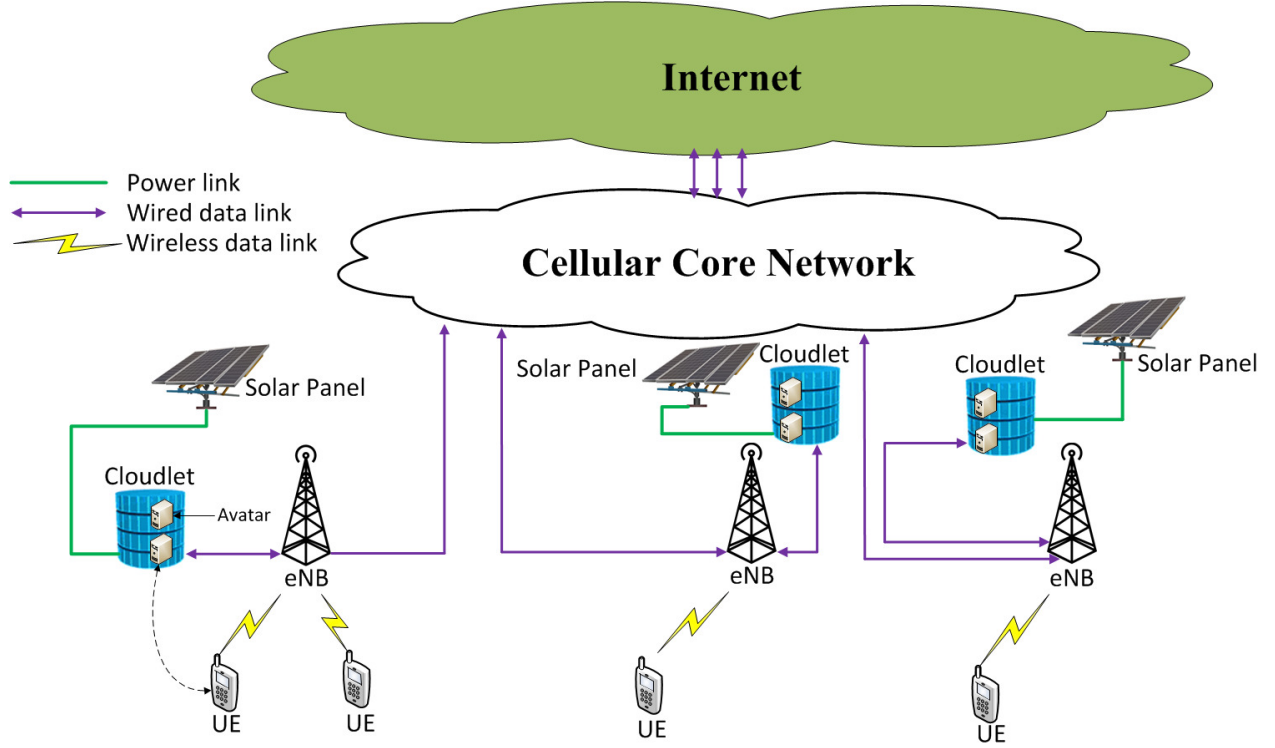 Internet
Power link
Wired data link
Wireless data link
Cellular Core Network
Solar Panel
Cloudlet
Avatar
eNB
UE
UE
Solar Panel
Cloudlet
eNB
UE
Cloudlet
Solar Panel
eNB
UE